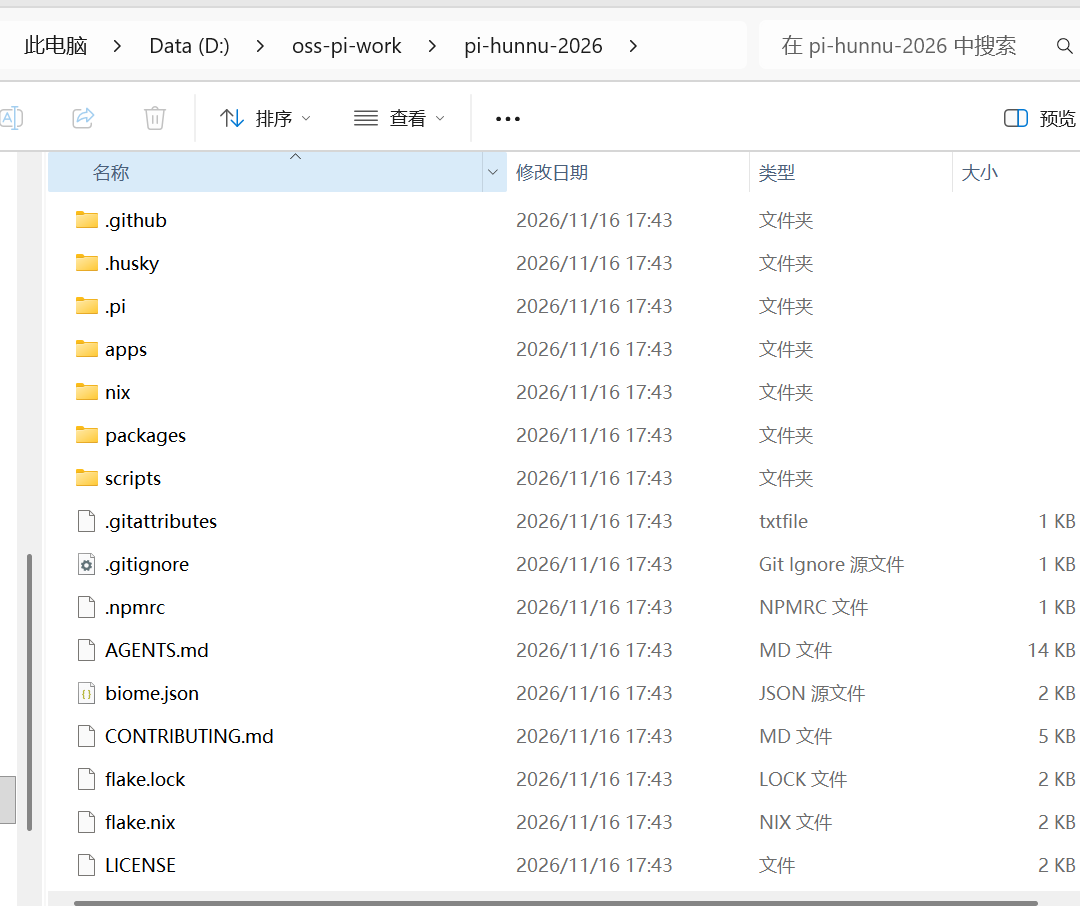 此电脑 > Data (D:) > oss-pi-work > pi-hunnu-2026 > 在 pi-hunnu-2026 中搜索
排序 查看 ••• 预览
名称 修改日期 类型 大小
.github 2026/11/16 17:43 文件夹
.husky 2026/11/16 17:43 文件夹
.pi 2026/11/16 17:43 文件夹
apps 2026/11/16 17:43 文件夹
nix 2026/11/16 17:43 文件夹
packages 2026/11/16 17:43 文件夹
scripts 2026/11/16 17:43 文件夹
.gitattributes 2026/11/16 17:43 txtfile 1 KB
.gitignore 2026/11/16 17:43 Git Ignore 源文件 1 KB
.npmrc 2026/11/16 17:43 NPMRC 文件 1 KB
AGENTS.md 2026/11/16 17:43 MD 文件 14 KB
biome.json 2026/11/16 17:43 JSON 源文件 2 KB
CONTRIBUTING.md 2026/11/16 17:43 MD 文件 5 KB
flake.lock 2026/11/16 17:43 LOCK 文件 2 KB
flake.nix 2026/11/16 17:43 NIX 文件 2 KB
LICENSE 2026/11/16 17:43 文件 2 KB